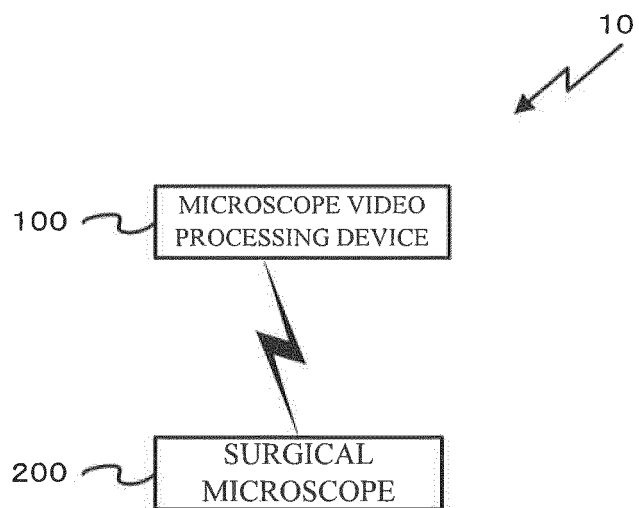 10
100
MICROSCOPE VIDEO
PROCESSING DEVICE
200
SURGICAL
MICROSCOPE